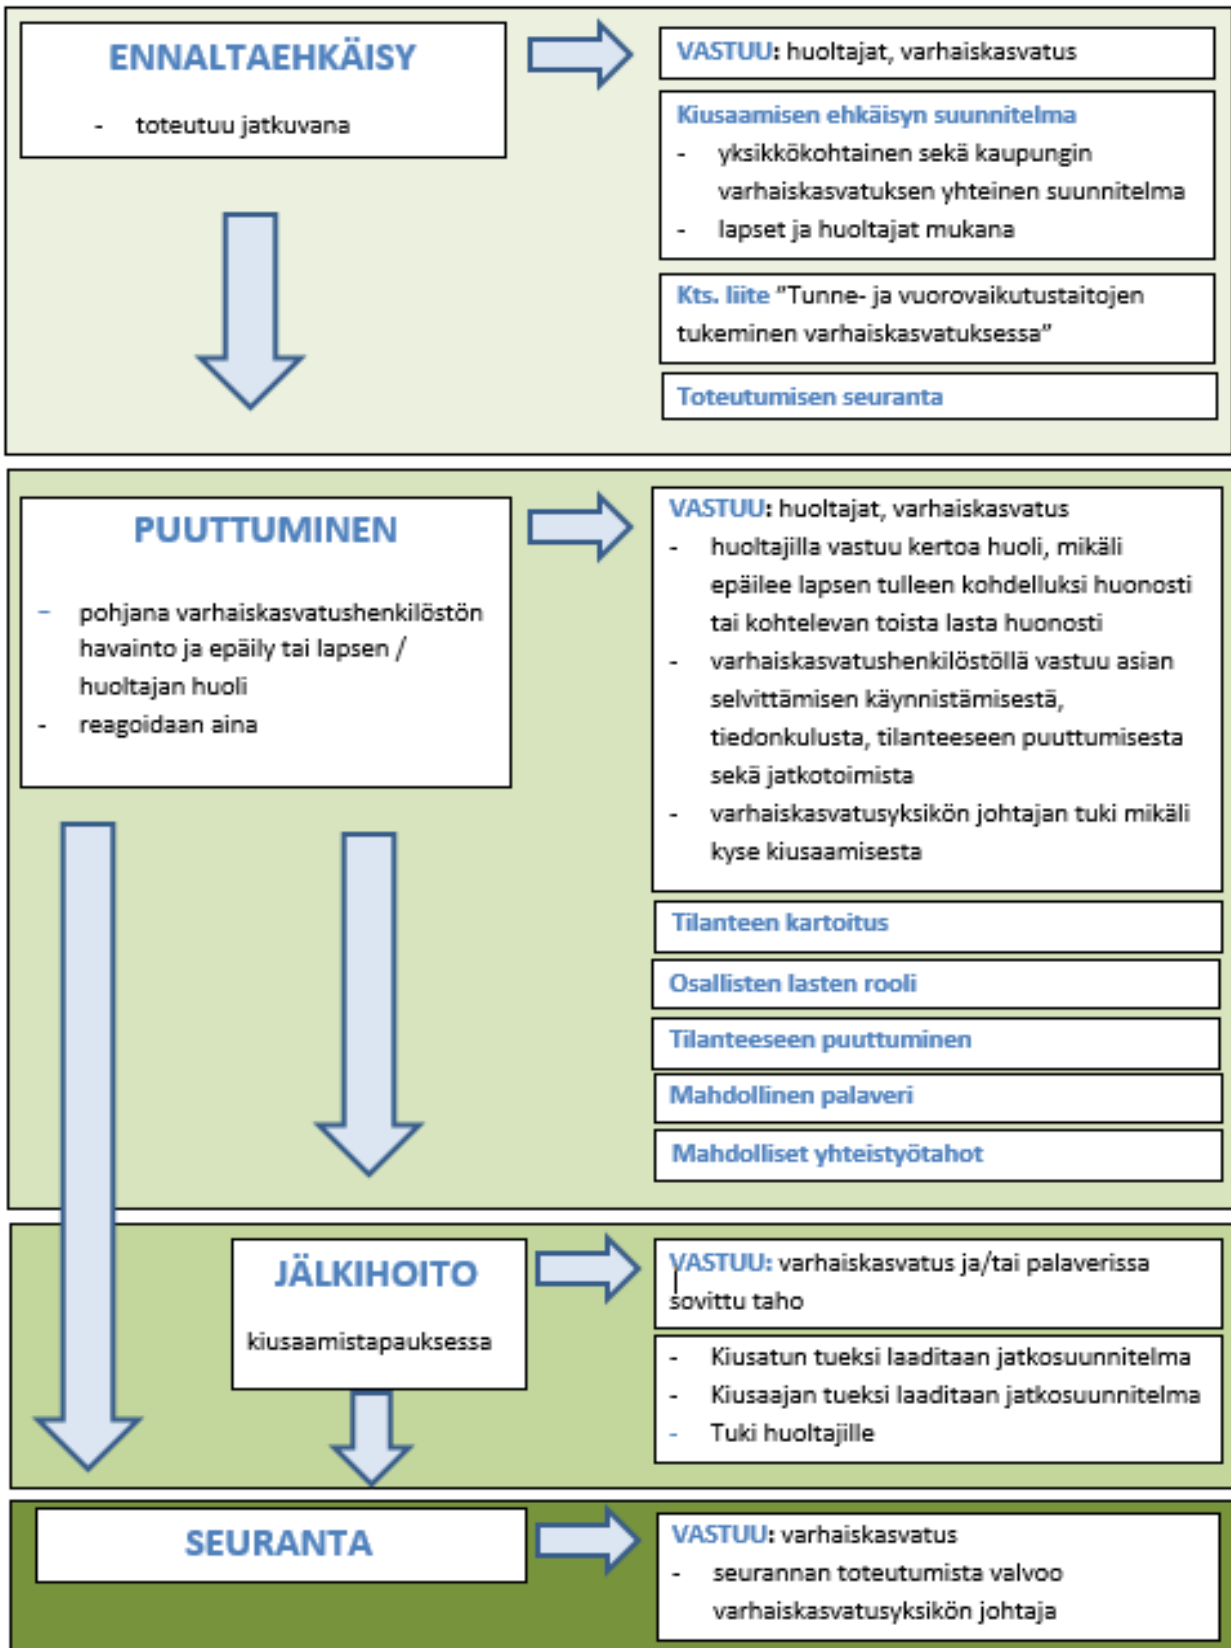 ENNALTAEHKÄISY
- toteutuu jatkuvana
VASTUU: huoltajat, varhaiskasvatus
Kiusaamisen ehkäisyn suunnitelma
- yksikkökohtainen sekä kaupungin
varhaiskasvatuksen yhteinen suunnitelma
- lapset ja huoltajat mukana
Kts. liite "Tunne- ja vuorovaikutustaitojen
tukeminen varhaiskasvatuksessa"
Toteutumisen seuranta
PUUTTUMINEN
- pohjana varhaiskasvatushenkilöstön
havainto ja epäily tai lapsen /
huoltajan huoli
- reagoidaan aina
VASTUU: huoltajat, varhaiskasvatus
- huoltajilla vastuu kertoa huoli, mikäli
epäilee lapsen tulleen kohdelluksi huonosti
tai kohtelevan toista lasta huonosti
- varhaiskasvatushenkilöstöllä vastuu asian
selvittämisen käynnistämisestä,
tiedonkulusta, tilanteeseen puuttumisesta
sekä jatkotoimista
- varhaiskasvatusyksikön johtajan tuki mikäli
kyse kiusaamisesta
Tilanteen kartoitus
Osallisten lasten rooli
Tilanteeseen puuttuminen
Mahdollinen palaveri
Mahdolliset yhteistyötahot
JÄLKIHOITO
kiusaamistapauksessa
VASTUU: varhaiskasvatus ja/tai palaverissa
sovittu taho
- Kiusatun tueksi laaditaan jatkosuunnitelma
- Kiusaajan tueksi laaditaan jatkosuunnitelma
- Tuki huoltajille
SEURANTA
VASTUU: varhaiskasvatus
- seurannan toteutumista valvoo
varhaiskasvatusyksikön johtaja